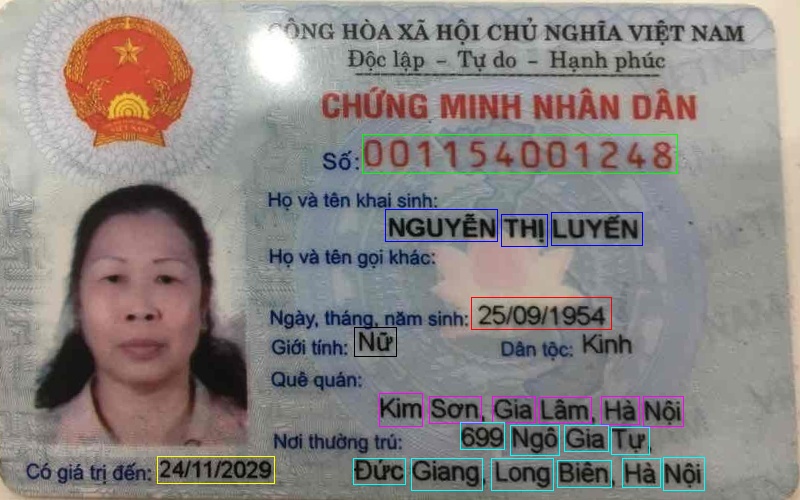 CỘNG HÒA XÃ HỘI CHỦ NGHĨA VIỆT NAM
Độc lập - Tự do - Hạnh phúc
CHỨNG MINH NHÂN DÂN
Số: 001154001248
Họ và tên khai sinh:
NGUYỄN THỊ LUYẾN
Họ và tên gọi khác:
Ngày, tháng, năm sinh: 25/09/1954
Giới tính: Nữ Dân tộc: Kinh
Quê quán:
Kim Sơn, Gia Lâm, Hà Nội
Nơi thường trú: 699 Ngô Gia Tự,
Đức Giang, Long Biên, Hà Nội
Có giá trị đến: 24/11/2029